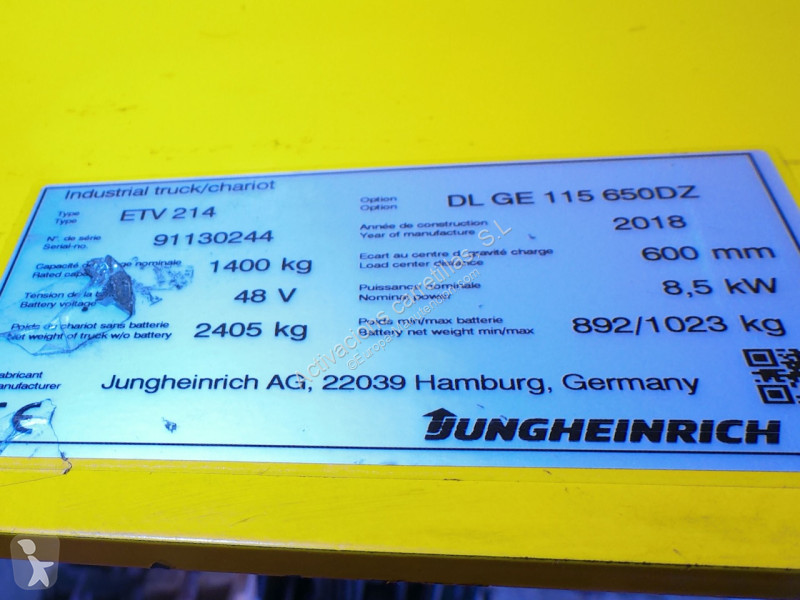 Industrial truck/chariot
Type
Type
ETV 214
Option
Option
DL GE 115 650DZ
N°. de série
Serial-no.
91130244
Année de construction
Year of manufacture
2018
Capacité nominale
Rated
1400 kg
Ecart au centre d gravité charge
Load center distance
600 mm
Tension de la
Battery voltage
48 V
Puissance nominale
Nominal power
8,5 kW
Poids du chariot sans batterie
Net weight of truck w/o battery
2405 kg
Poids min/max batterie
Battery net weight min/max
892/1023 kg
Fabricant
Manufacturer
Jungheinrich AG, 22039 Hamburg, Germany
CE
JUNGHEINRICH
Activaciones carretillas S.L